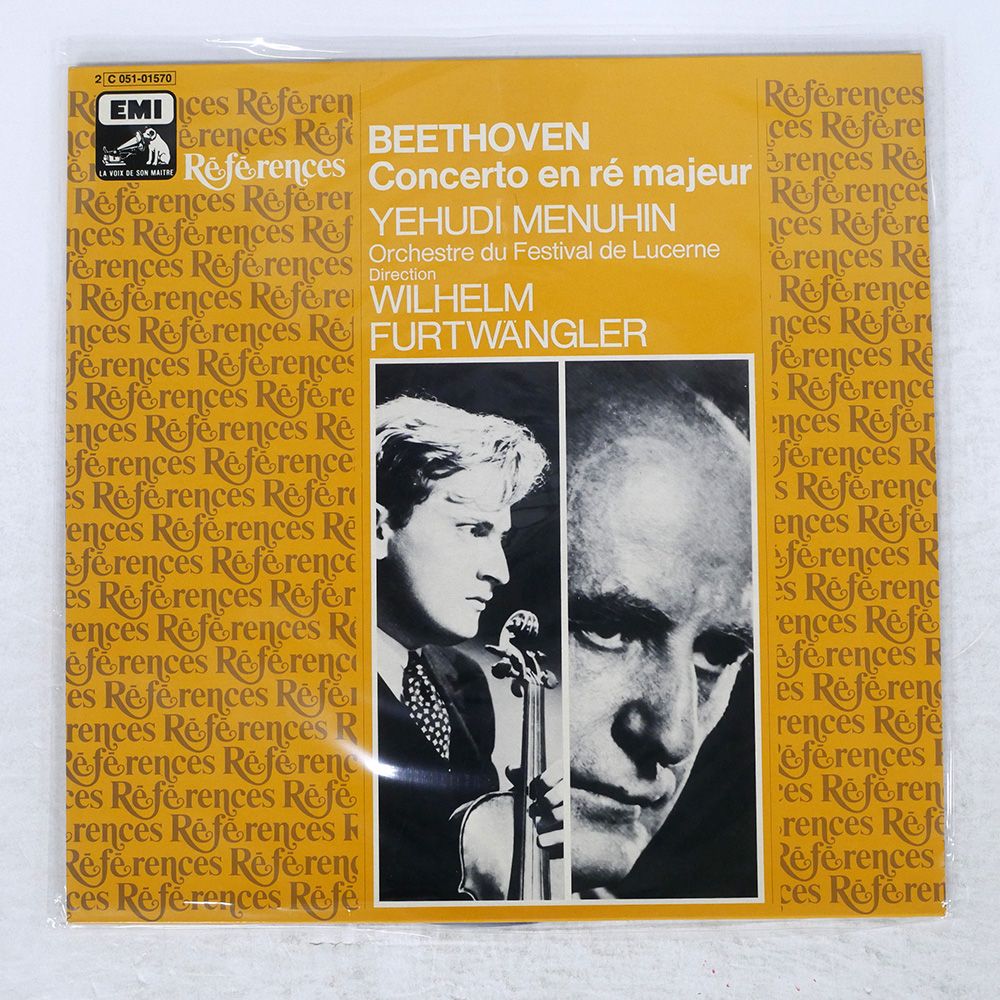 2 C 051-01570
EMI
LA VOIX DE SON MAITRE
Références
BEETHOVEN
Concerto en ré majeur
YEHUDI MENUHIN
Orchestre du Festival de Lucerne
Direction
WILHELM
FURTWÄNGLER